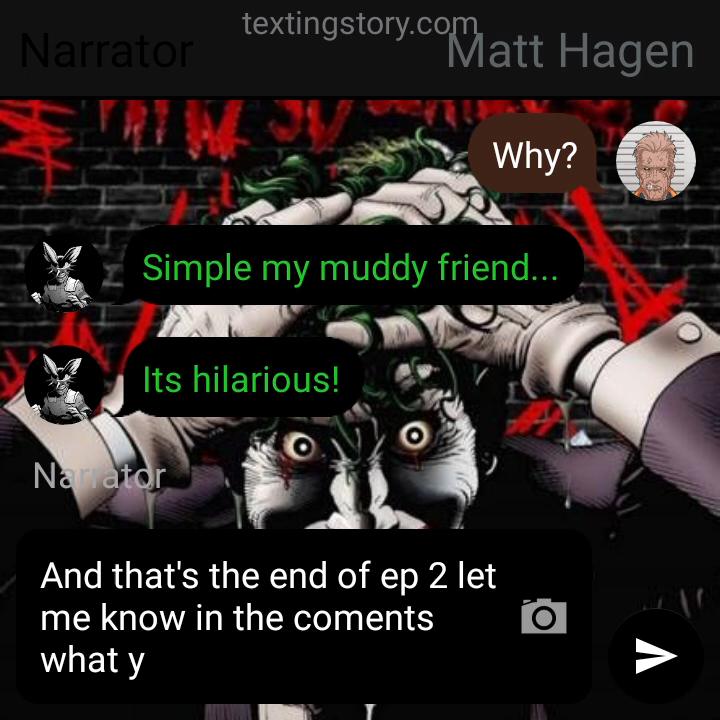 textingstory.com
Narrator
Matt Hagen
Why?
Simple my muddy friend...
Its hilarious!
Narrator
And that's the end of ep 2 let
me know in the coments
what y